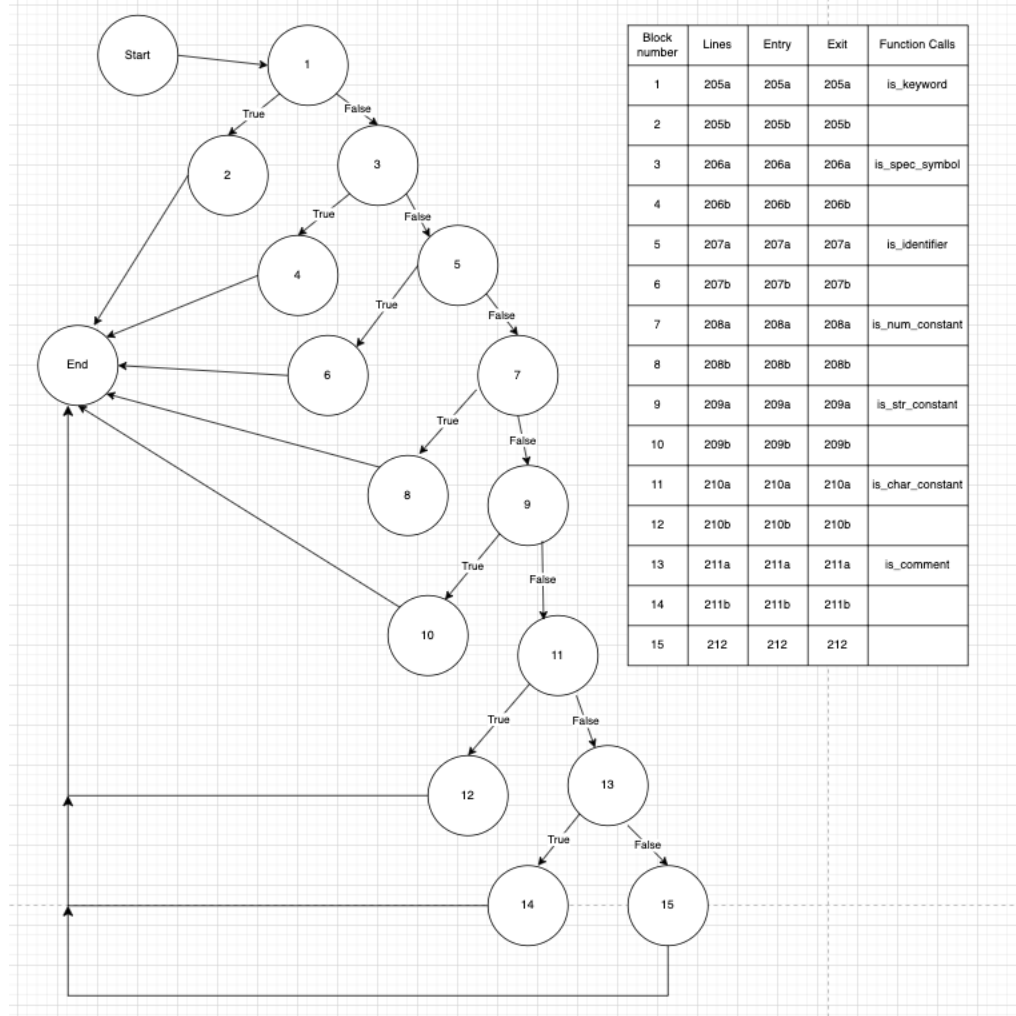 Start
1
True
False
2
3
True
False
4
5
True
False
End
6
7
True
False
8
9
True
False
10
11
True
False
12
13
True
False
14
15
Block number Lines Entry Exit Function Calls
1 205a 205a 205a is_keyword
2 205b 205b 205b
3 206a 206a 206a is_spec_symbol
4 206b 206b 206b
5 207a 207a 207a is_identifier
6 207b 207b 207b
7 208a 208a 208a is_num_constant
8 208b 208b 208b
9 209a 209a 209a is_str_constant
10 209b 209b 209b
11 210a 210a 210a is_char_constant
12 210b 210b 210b
13 211a 211a 211a is_comment
14 211b 211b 211b
15 212 212 212